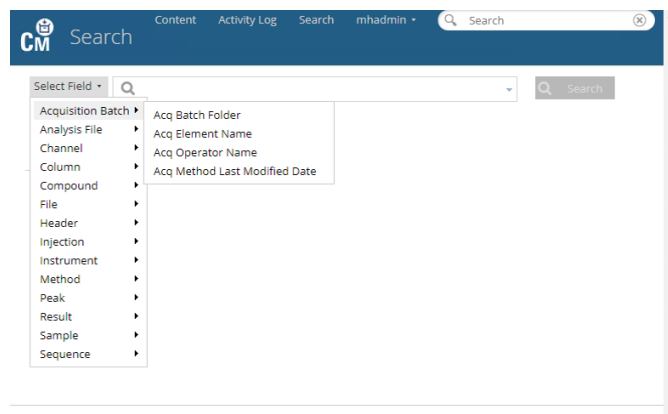 Content Activity Log Search mhadmin Search
CM Search
Select Field Search
Acquisition Batch
Analysis File
Channel
Column
Compound
File
Header
Injection
Instrument
Method
Peak
Result
Sample
Sequence
Acq Batch Folder
Acq Element Name
Acq Operator Name
Acq Method Last Modified Date